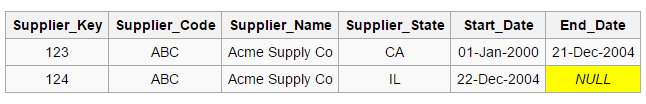 Supplier_Key Supplier_Code Supplier_Name Supplier_State Start_Date End_Date
123 ABC Acme Supply Co CA 01-Jan-2000 21-Dec-2004
124 ABC Acme Supply Co IL 22-Dec-2004 NULL